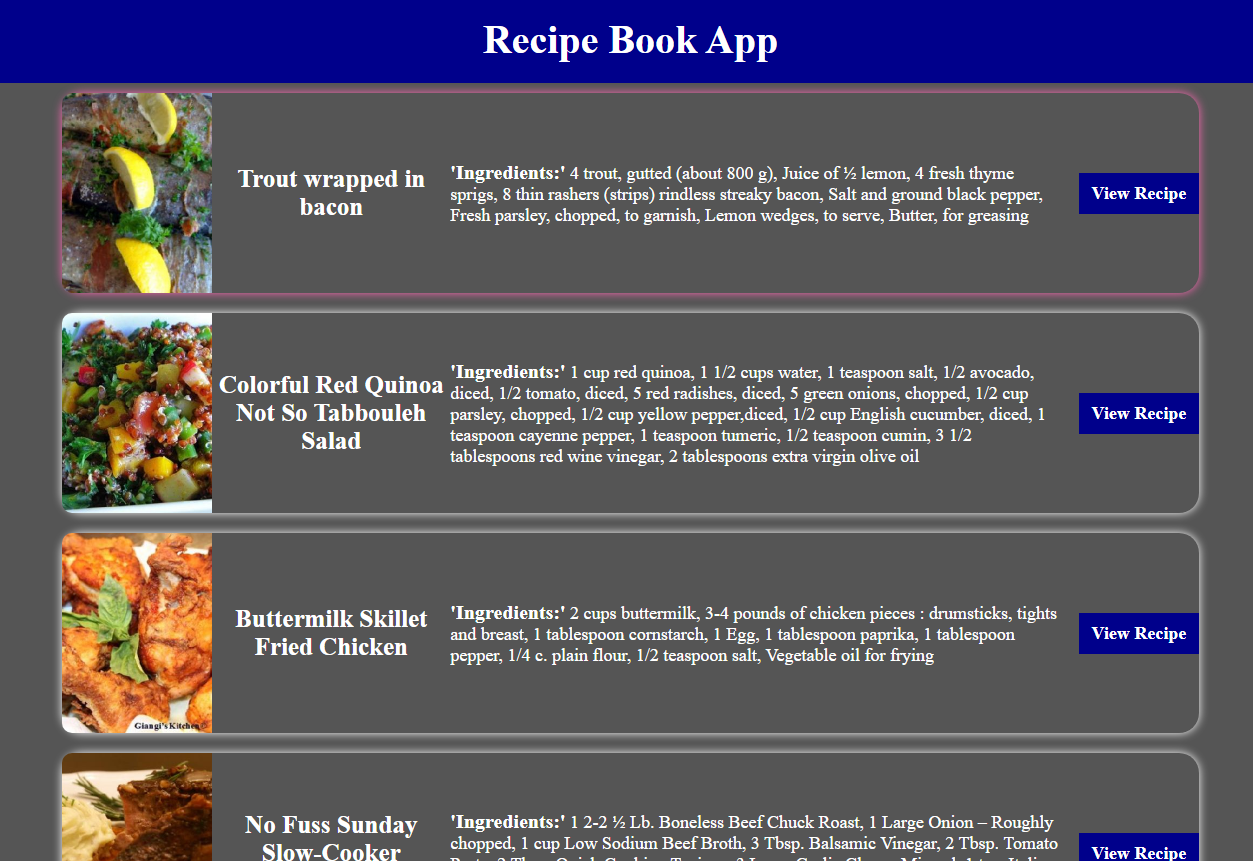 Recipe Book App
Trout wrapped in
bacon
'Ingredients:' 4 trout, gutted (about 800 g), Juice of ½ lemon, 4 fresh thyme
sprigs, 8 thin rashers (strips) rindless streaky bacon, Salt and ground black pepper,
Fresh parsley, chopped, to garnish, Lemon wedges, to serve, Butter, for greasing
View Recipe
Colorful Red Quinoa
Not So Tabbouleh
Salad
'Ingredients:' 1 cup red quinoa, 1 1/2 cups water, 1 teaspoon salt, 1/2 avocado,
diced, 1/2 tomato, diced, 5 red radishes, diced, 5 green onions, chopped, 1/2 cup
parsley, chopped, 1/2 cup yellow pepper,diced, 1/2 cup English cucumber, diced, 1
teaspoon cayenne pepper, 1 teaspoon tumeric, 1/2 teaspoon cumin, 3 1/2
tablespoons red wine vinegar, 2 tablespoons extra virgin olive oil
View Recipe
Giangi's Kitchen©
Buttermilk Skillet
Fried Chicken
'Ingredients:' 2 cups buttermilk, 3-4 pounds of chicken pieces : drumsticks, tights
and breast, 1 tablespoon cornstarch, 1 Egg, 1 tablespoon paprika, 1 tablespoon
pepper, 1/4 c. plain flour, 1/2 teaspoon salt, Vegetable oil for frying
View Recipe
No Fuss Sunday
Slow-Cooker
'Ingredients:' 1 2-2 ½ Lb. Boneless Beef Chuck Roast, 1 Large Onion – Roughly
chopped, 1 cup Low Sodium Beef Broth, 3 Tbsp. Balsamic Vinegar, 2 Tbsp. Tomato
View Recipe